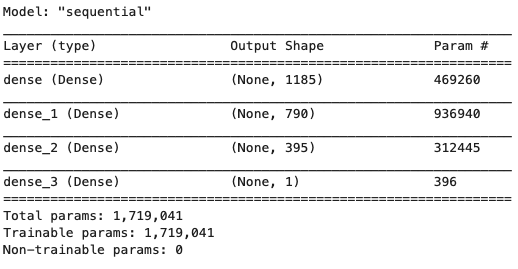 Model: "sequential"
Layer (type) Output Shape Param #
dense (Dense) (None, 1185) 469260
dense_1 (Dense) (None, 790) 936940
dense_2 (Dense) (None, 395) 312445
dense_3 (Dense) (None, 1) 396
Total params: 1,719,041
Trainable params: 1,719,041
Non-trainable params: 0